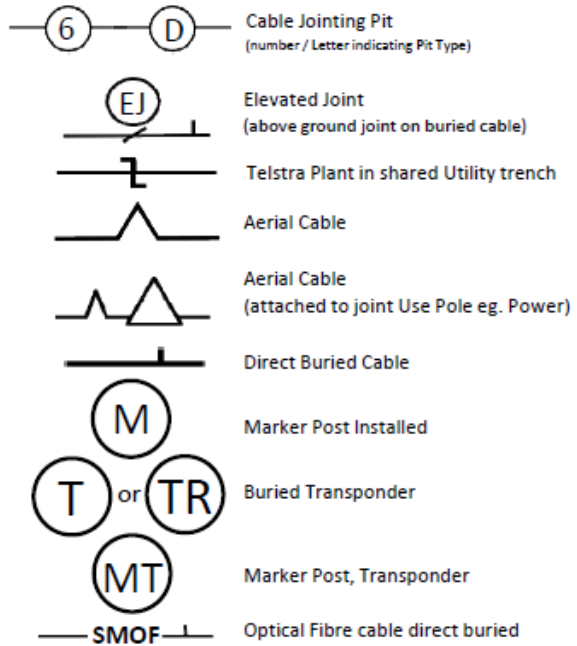 6 D Cable Jointing Pit
(number / Letter indicating Pit Type)
EJ Elevated Joint
(above ground joint on buried cable)
Telstra Plant in shared Utility trench
Aerial Cable
Aerial Cable
(attached to joint Use Pole eg. Power)
Direct Buried Cable
M Marker Post Installed
T or TR Buried Transponder
MT Marker Post, Transponder
SMOF Optical Fibre cable direct buried